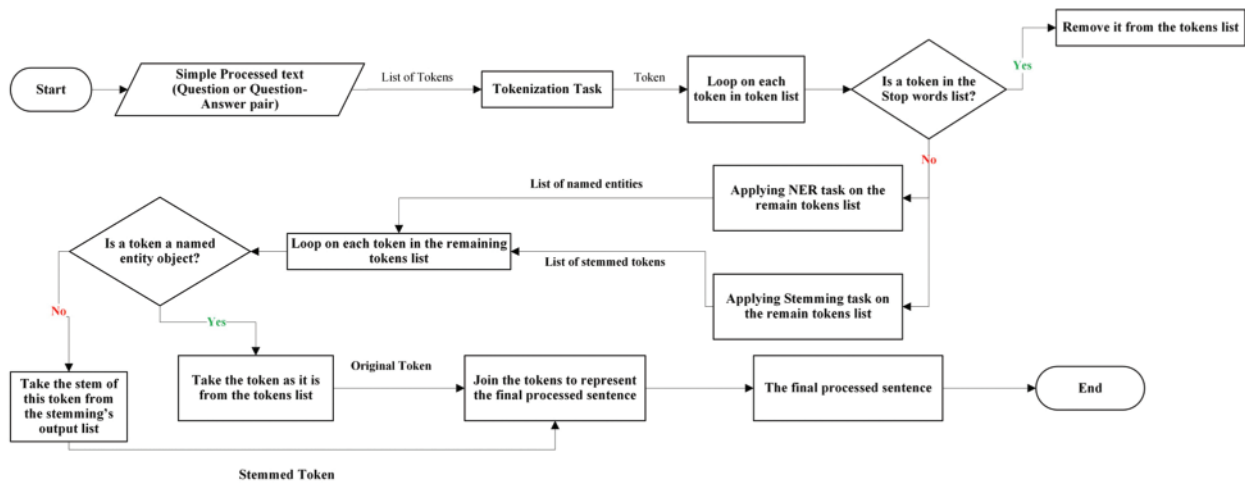 Start
Simple Processed text
(Question or Question-
Answer pair)
List of Tokens
Tokenization Task
Token
Loop on each
token in token list
Is a token in the
Stop words list?
Yes
Remove it from the tokens list
No
Applying NER task on the
remain tokens list
List of named entities
Applying Stemming task on
the remain tokens list
List of stemmed tokens
Loop on each token in the remaining
tokens list
Is a token a named
entity object?
No
Yes
Take the stem of
this token from
the stemming's
output list
Stemmed Token
Take the token as it is
from the tokens list
Original Token
Join the tokens to represent
the final processed sentence
The final processed sentence
End